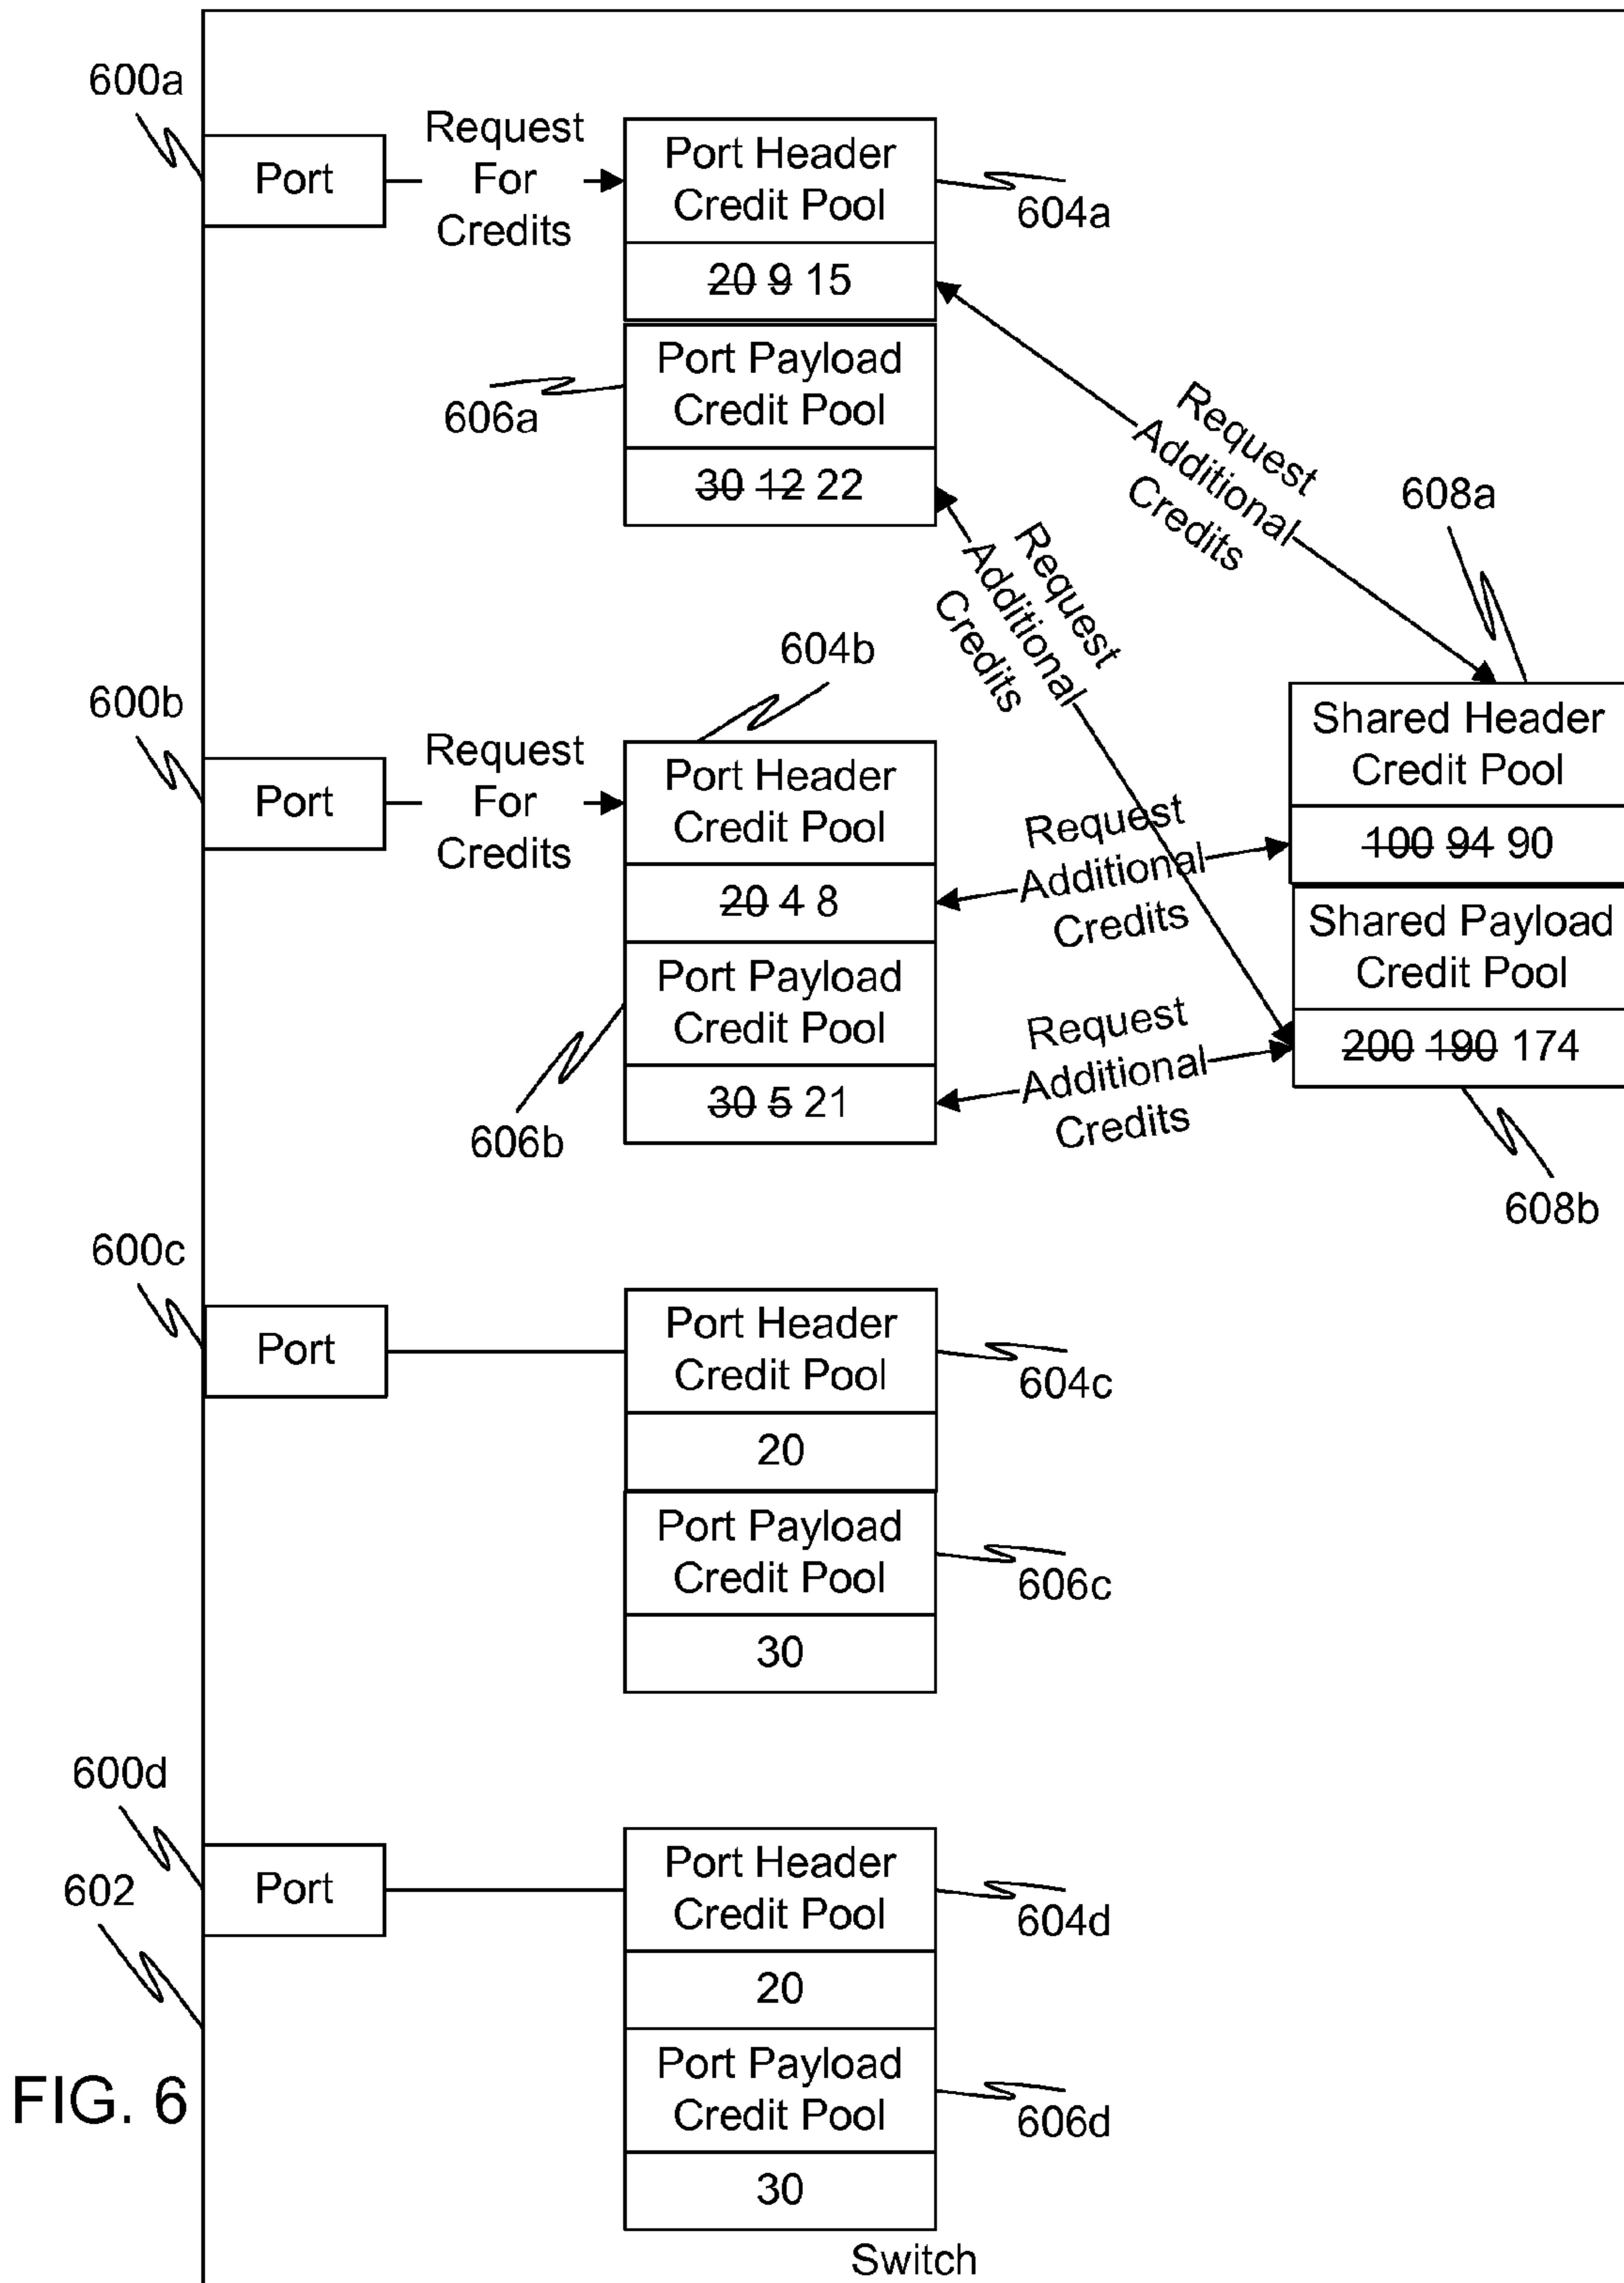 600a
Port
Request
For
Credits
Port Header
Credit Pool
604a
20 9 15
Port Payload
Credit Pool
606a
30 12 22
Request
Additional
Credits
Request
Additional
Credits
608a
600b
Port
Request
For
Credits
604b
Port Header
Credit Pool
20 4 8
Port Payload
Credit Pool
30 5 21
606b
Request
Additional
Credits
Request
Additional
Credits
Shared Header
Credit Pool
100 94 90
Shared Payload
Credit Pool
200 190 174
608b
600c
Port
Port Header
Credit Pool
604c
20
Port Payload
Credit Pool
606c
30
600d
602
Port
Port Header
Credit Pool
604d
20
Port Payload
Credit Pool
606d
30
Switch
FIG. 6